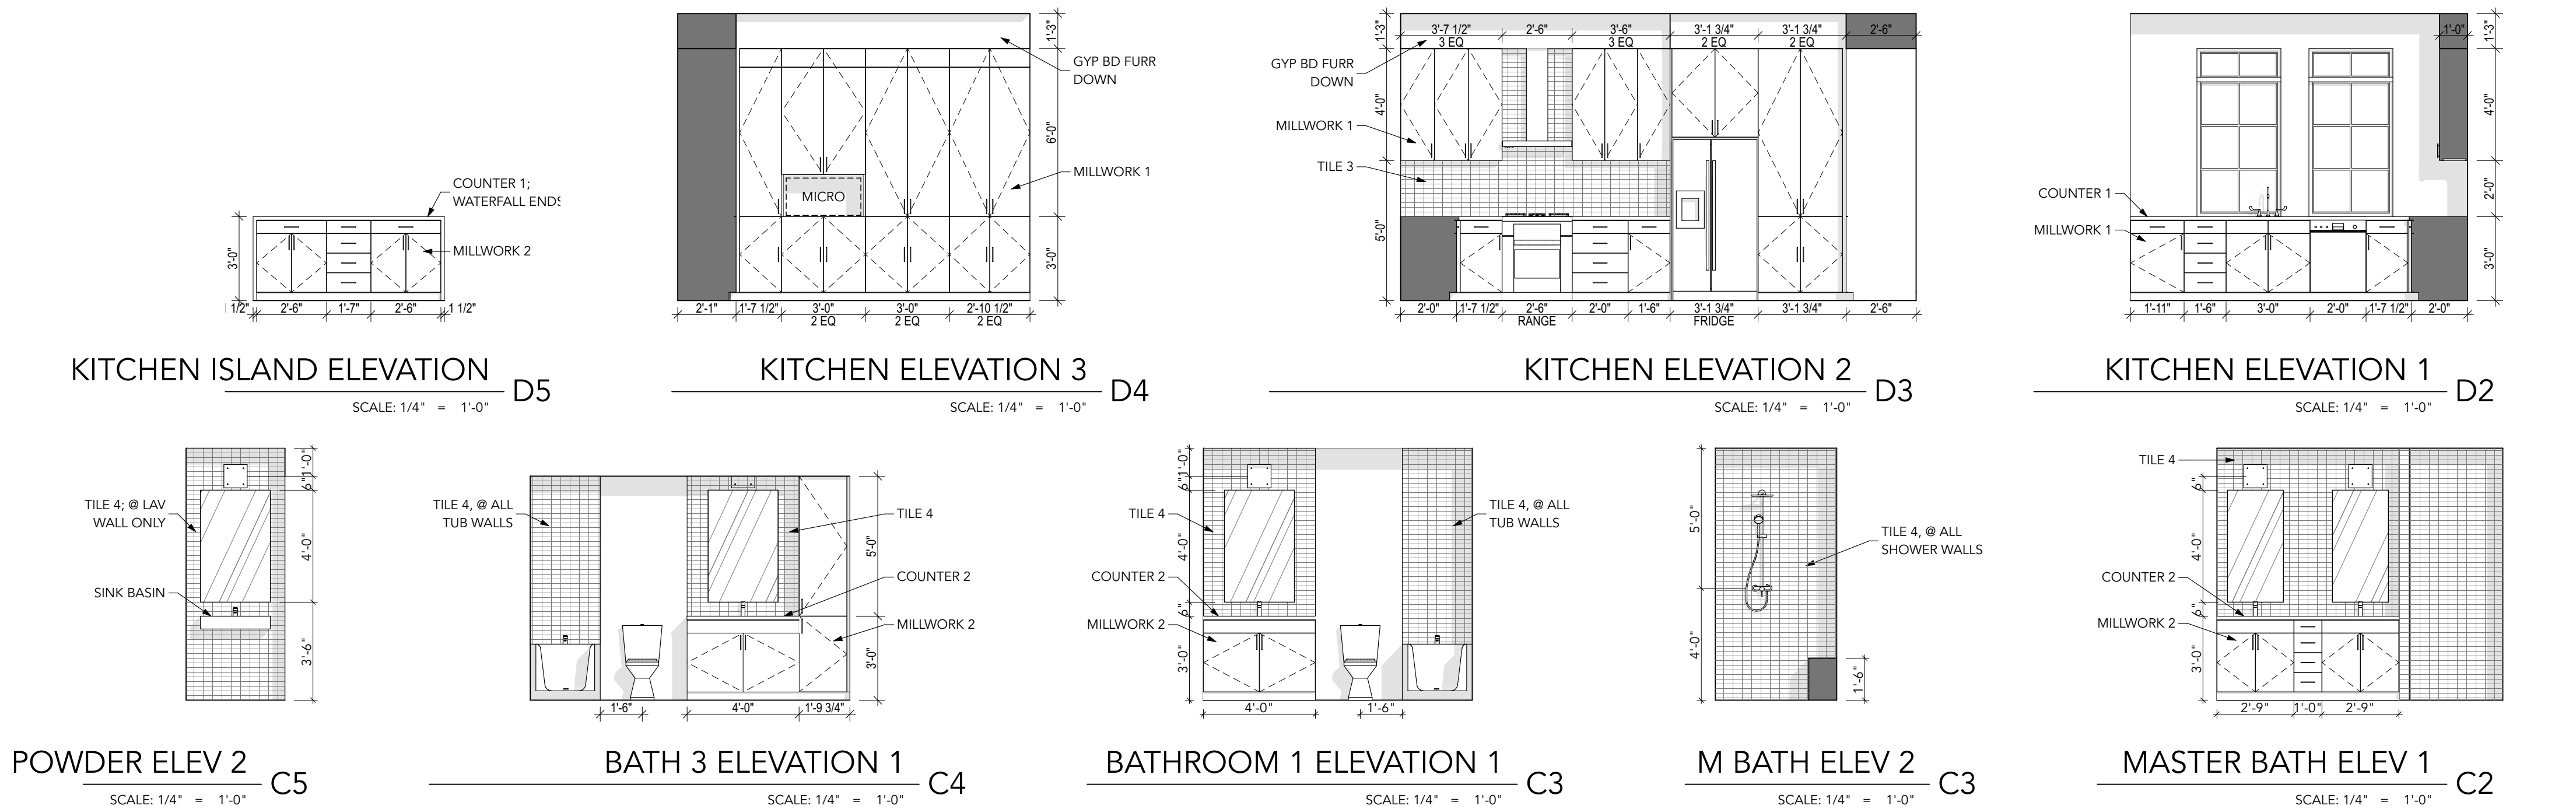 COUNTER 1;
WATERFALL ENDS
MILLWORK 2
3'-0"
1/2" 2'-6" 1'-7" 2'-6" 1 1/2"
KITCHEN ISLAND ELEVATION D5
SCALE: 1/4" = 1'-0"
1'-3"
GYP BD FURR
DOWN
6'-0"
MILLWORK 1
MICRO
3'-0"
2'-1" 1'-7 1/2" 3'-0" 3'-0" 2'-10 1/2"
2 EQ 2 EQ 2 EQ
KITCHEN ELEVATION 3 D4
SCALE: 1/4" = 1'-0"
1'-3"
3'-7 1/2" 2'-6" 3'-6" 3'-1 3/4" 3'-1 3/4" 2'-6"
3 EQ 3 EQ 2 EQ 2 EQ
GYP BD FURR
DOWN
4'-0"
MILLWORK 1
TILE 3
5'-0"
2'-0" 1'-7 1/2" 2'-6" 2'-0" 1'-6" 3'-1 3/4" 3'-1 3/4" 2'-6"
RANGE FRIDGE
KITCHEN ELEVATION 2 D3
SCALE: 1/4" = 1'-0"
1'-0"
1'-3"
4'-0"
COUNTER 1
2'-0"
MILLWORK 1
3'-0"
1'-11" 1'-6" 3'-0" 2'-0" 1'-7 1/2" 2'-0"
KITCHEN ELEVATION 1 D2
SCALE: 1/4" = 1'-0"
1'-0"
6"
TILE 4; @ LAV
WALL ONLY
4'-0"
SINK BASIN
3'-6"
POWDER ELEV 2 C5
SCALE: 1/4" = 1'-0"
TILE 4, @ ALL
TUB WALLS
TILE 4
5'-0"
COUNTER 2
MILLWORK 2
3'-0"
1'-6" 4'-0" 1'-9 3/4"
BATH 3 ELEVATION 1 C4
SCALE: 1/4" = 1'-0"
1'-0"
6"
TILE 4
4'-0"
TILE 4, @ ALL
TUB WALLS
COUNTER 2
6"
MILLWORK 2
3'-0"
4'-0" 1'-6"
BATHROOM 1 ELEVATION 1 C3
SCALE: 1/4" = 1'-0"
5'-0"
TILE 4, @ ALL
SHOWER WALLS
4'-0"
1'-6"
M BATH ELEV 2 C3
SCALE: 1/4" = 1'-0"
TILE 4
6"
4'-0"
COUNTER 2
6"
MILLWORK 2
3'-0"
2'-9" 1'-0" 2'-9"
MASTER BATH ELEV 1 C2
SCALE: 1/4" = 1'-0"